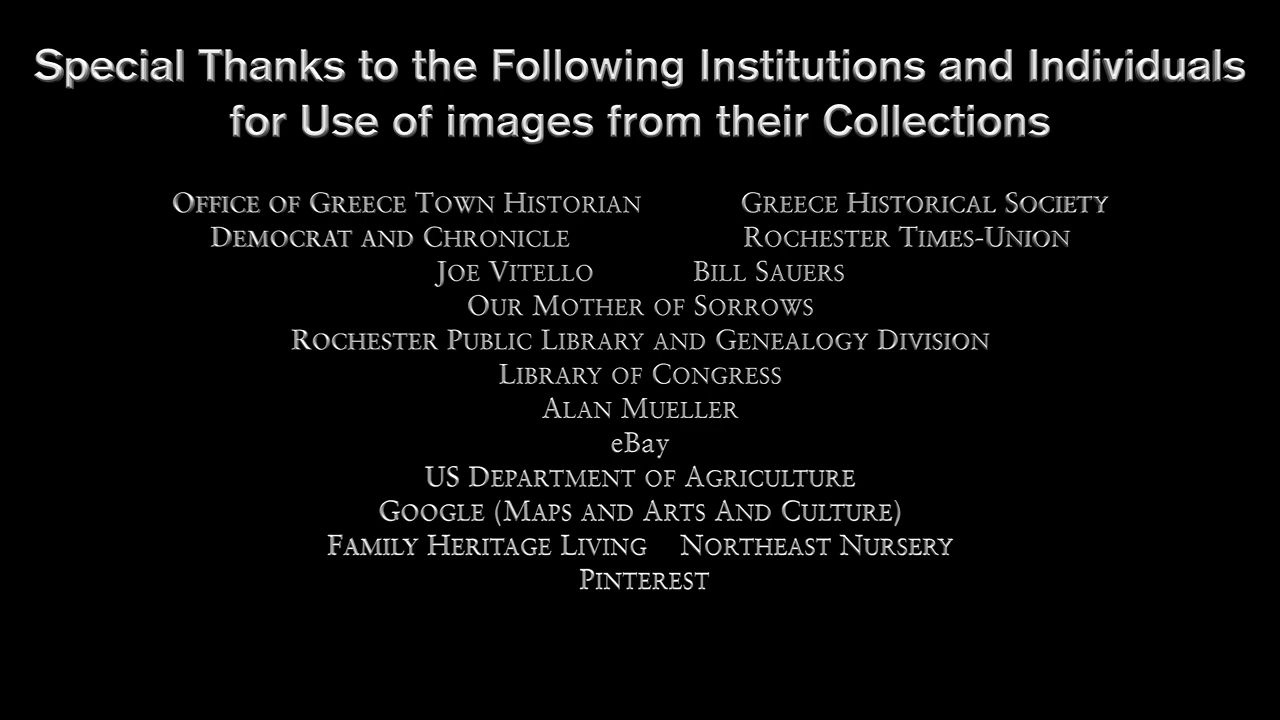 Special Thanks to the Following Institutions and Individuals
for Use of images from their Collections
Office of Greece Town Historian Greece Historical Society
Democrat and Chronicle Rochester Times-Union
Joe Vitello Bill Sauers
Our Mother of Sorrows
Rochester Public Library and Genealogy Division
Library of Congress
Alan Mueller
eBay
US Department of Agriculture
Google (Maps and Arts And Culture)
Family Heritage Living Northeast Nursery
Pinterest